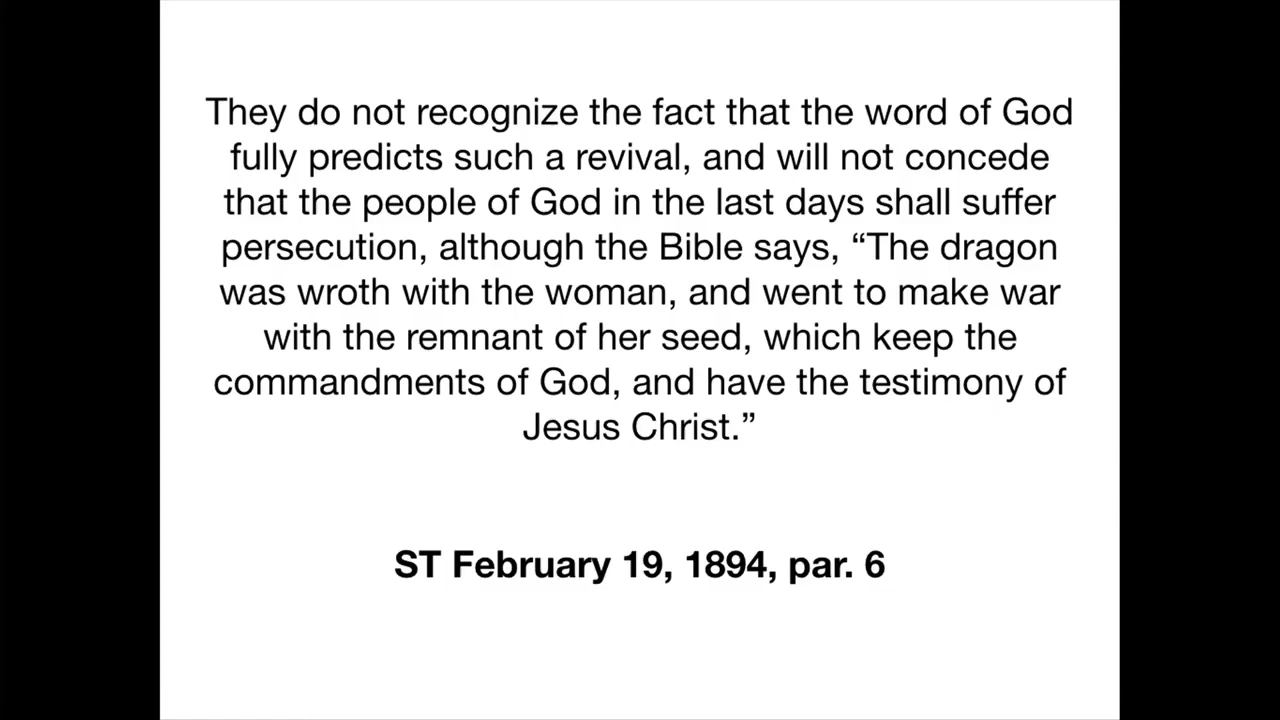 They do not recognize the fact that the word of God
fully predicts such a revival, and will not concede
that the people of God in the last days shall suffer
persecution, although the Bible says, “The dragon
was wroth with the woman, and went to make war
with the remnant of her seed, which keep the
commandments of God, and have the testimony of
Jesus Christ.”
ST February 19, 1894, par. 6